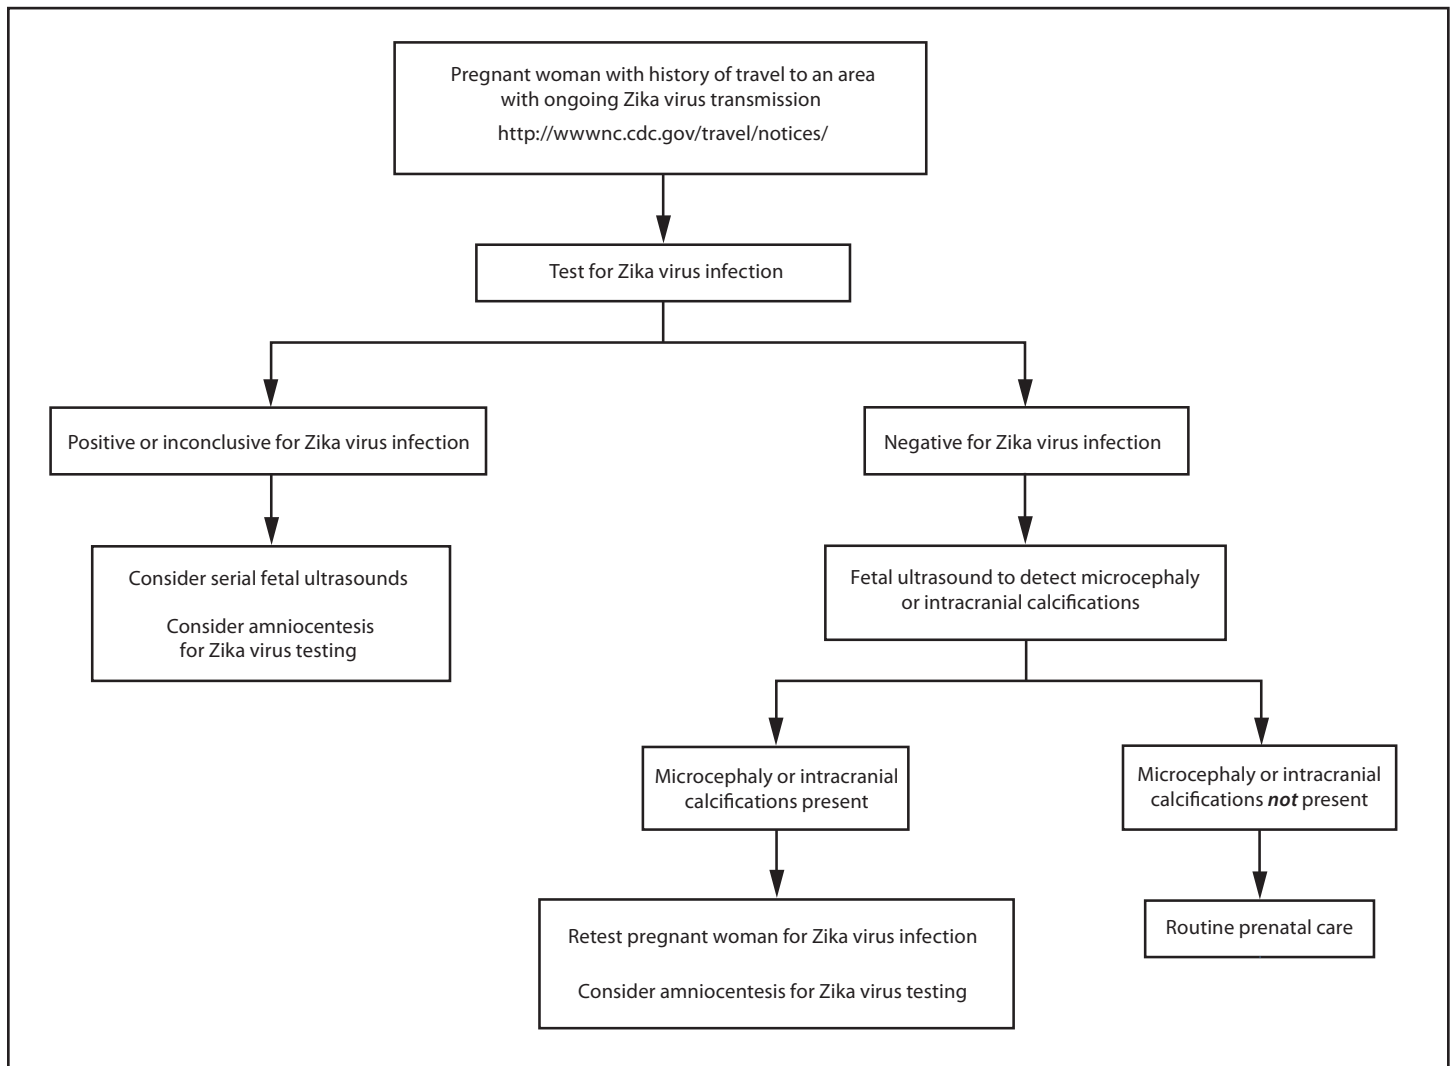 Pregnant woman with history of travel to an area
with ongoing Zika virus transmission
http://wwwnc.cdc.gov/travel/notices/
Test for Zika virus infection
Positive or inconclusive for Zika virus infection
Negative for Zika virus infection
Consider serial fetal ultrasounds
Consider amniocentesis
for Zika virus testing
Fetal ultrasound to detect microcephaly
or intracranial calcifications
Microcephaly or intracranial
calcifications present
Microcephaly or intracranial
calcifications not present
Retest pregnant woman for Zika virus infection
Consider amniocentesis for Zika virus testing
Routine prenatal care